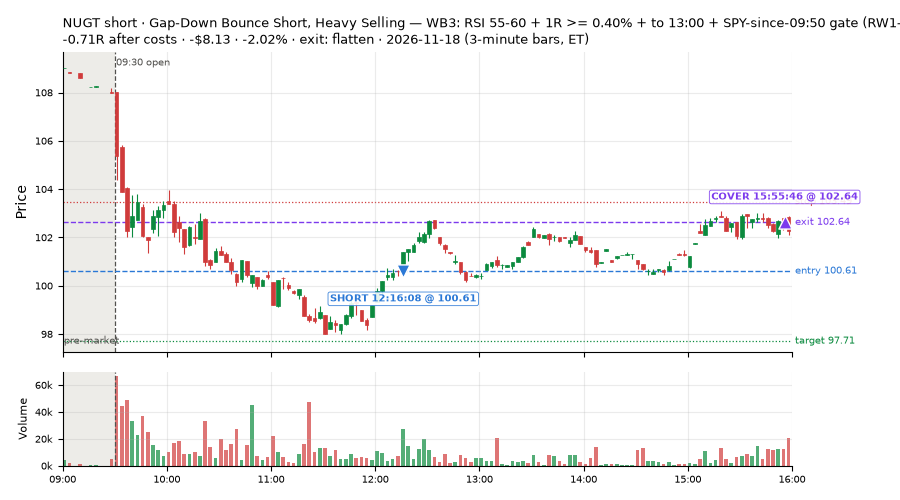 NUGT short · Gap-Down Bounce Short, Heavy Selling — WB3: RSI 55-60 + 1R >= 0.40% + to 13:00 + SPY-since-09:50 gate (RW1-
-0.71R after costs · -$8.13 · -2.02% · exit: flatten · 2026-11-18 (3-minute bars, ET)
09:30 open
108
106
104
102
100
98
Price
COVER 15:55:46 @ 102.64
exit 102.64
entry 100.61
SHORT 12:16:08 @ 100.61
pre-market
target 97.71
60k
40k
20k
0k
Volume
09:00
10:00
11:00
12:00
13:00
14:00
15:00
16:00